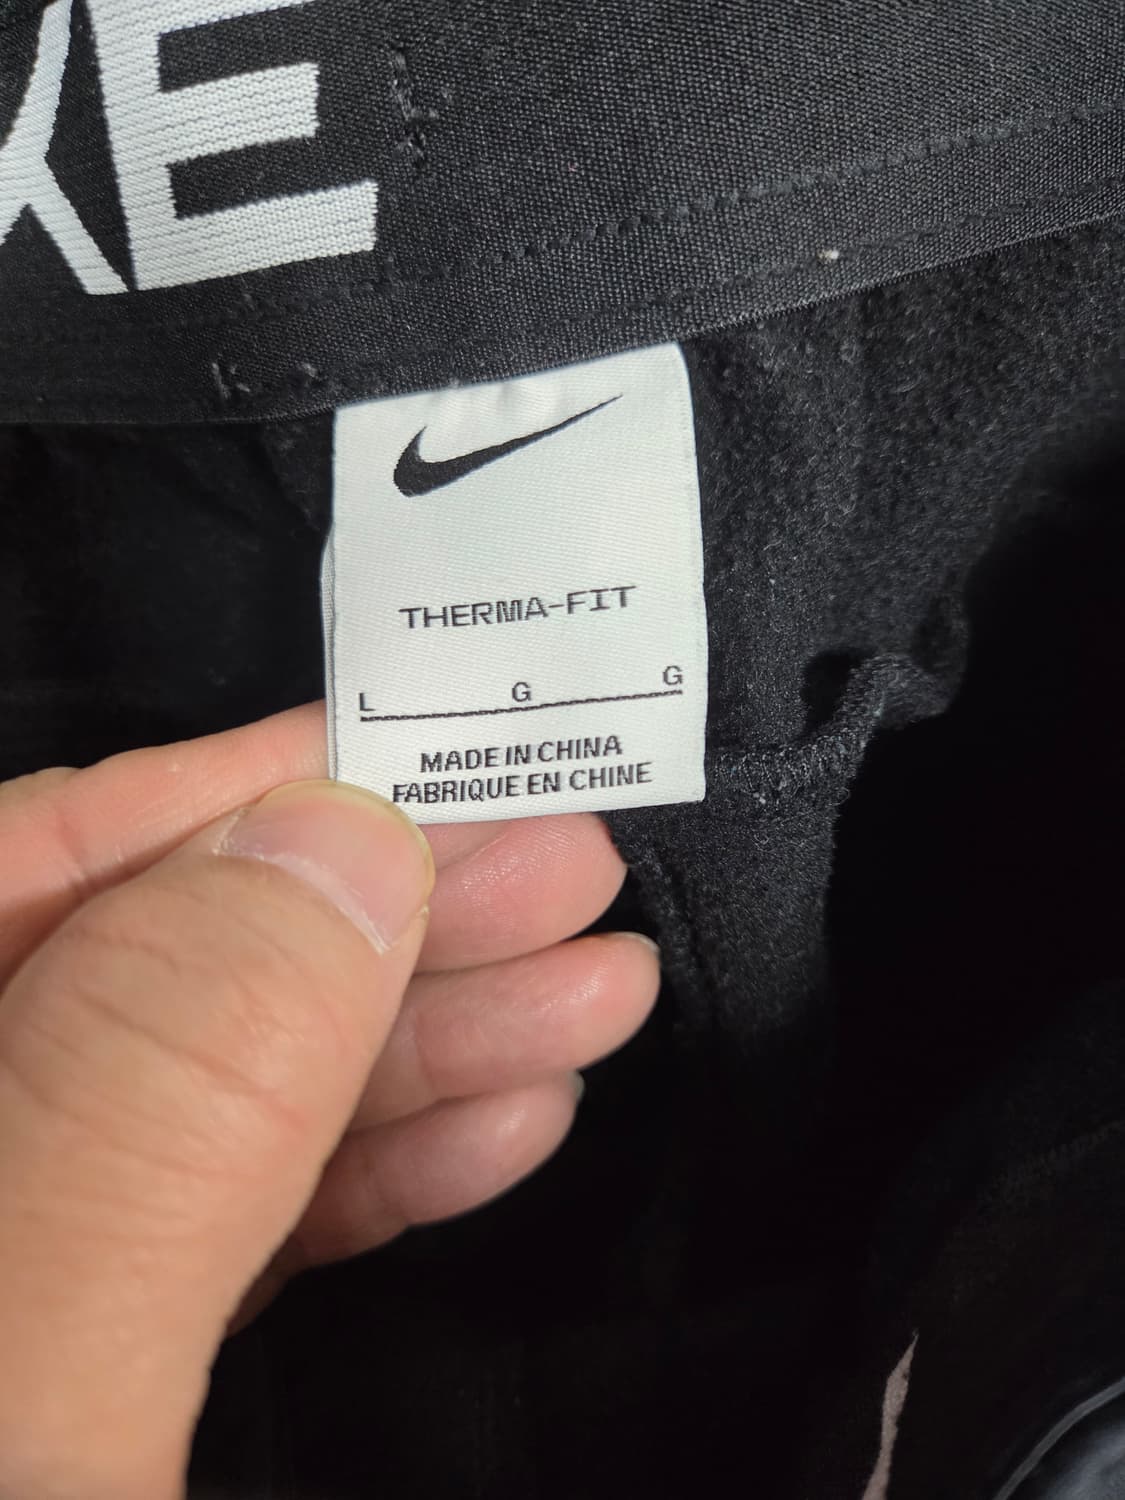 KE
THERMA-FIT
L G G
MADE IN CHINA
FABRIQUE EN CHINE